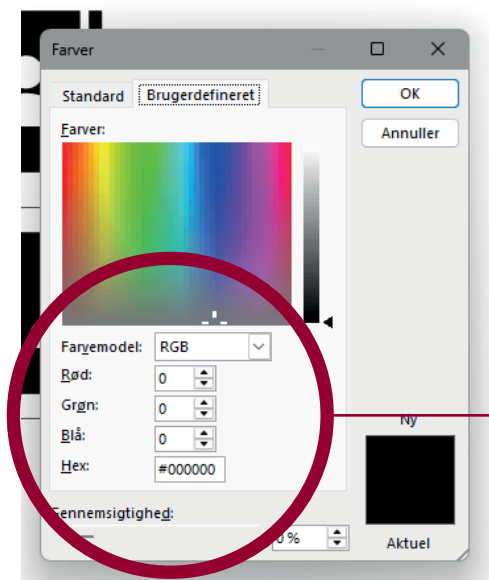 Farver
Standard Brugerdefineret OK
Farver: Annuller
Farvemodel: RGB
Rød: 0
Grøn: 0
Ny
Blå: 0
Hex: #000000
Gennemsigtighed:
0 %
Aktuel